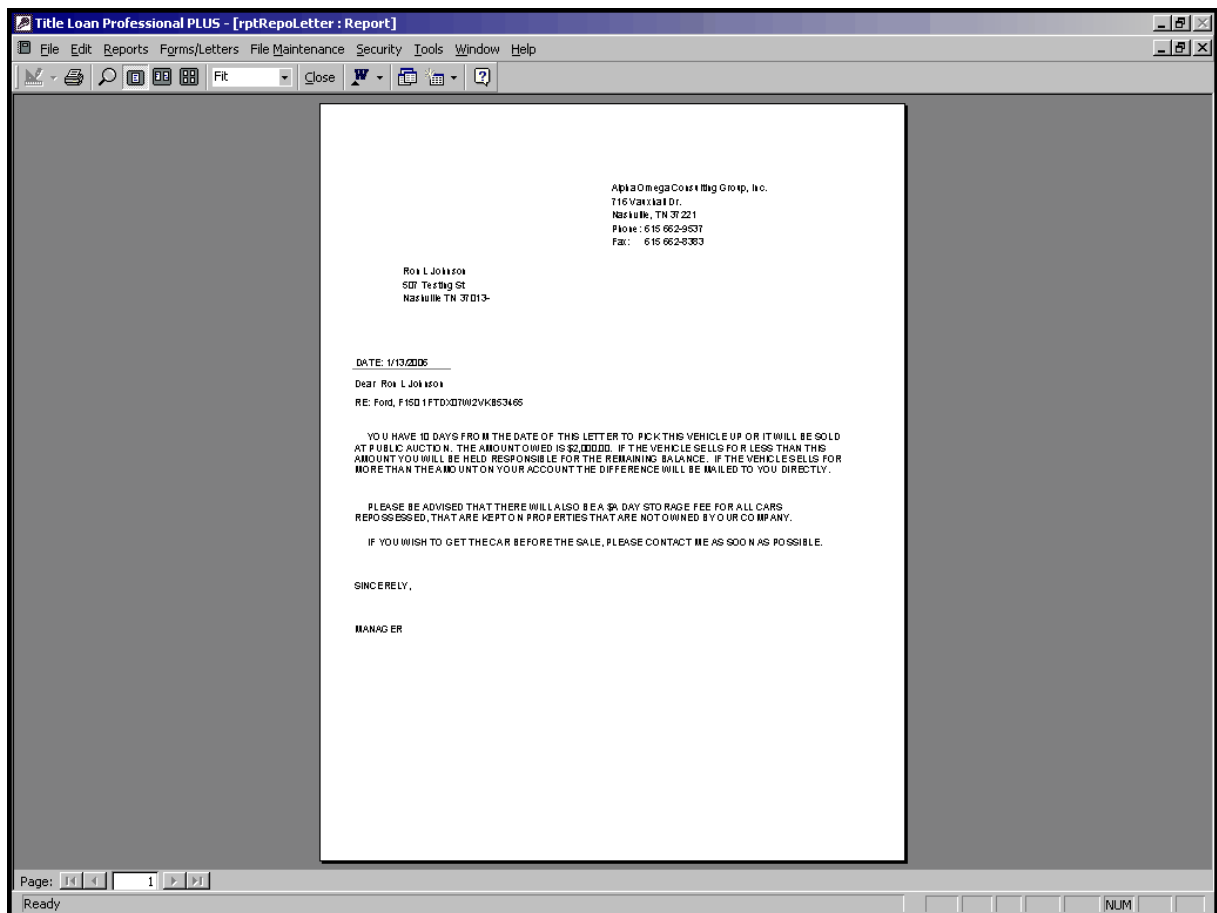 Title Loan Professional PLUS - [rptRepoLetter : Report]
File Edit Reports Forms/Letters File Maintenance Security Tools Window Help
Fit Close
Alpha Omega Consulting Group, Inc.
716 Vauxhall Dr.
Nashville, TN 37221
Phone: 615 662-9537
Fax: 615 662-8383
Ron L Johnson
507 Testing St
Nashville TN 37013-
DATE: 1/13/2006
Dear Ron L Johnson
RE: Ford, F150 1FTDX07W2VKB53465
YOU HAVE 10 DAYS FROM THE DATE OF THIS LETTER TO PICK THIS VEHICLE UP OR IT WILL BE SOLD
AT PUBLIC AUCTION. THE AMOUNT OWED IS $2,000.00. IF THE VEHICLE SELLS FOR LESS THAN THIS
AMOUNT YOU WILL BE HELD RESPONSIBLE FOR THE REMAINING BALANCE. IF THE VEHICLE SELLS FOR
MORE THAN THE AMOUNT ON YOUR ACCOUNT THE DIFFERENCE WILL BE MAILED TO YOU DIRECTLY.
PLEASE BE ADVISED THAT THERE WILL ALSO BE A $A DAY STORAGE FEE FOR ALL CARS
REPOSSESSED, THAT ARE KEPT ON PROPERTIES THAT ARE NOT OWNED BY OUR COMPANY.
IF YOU WISH TO GET THE CAR BEFORE THE SALE, PLEASE CONTACT ME AS SOON AS POSSIBLE.
SINCERELY,
MANAGER
Page: 1
Ready NUM